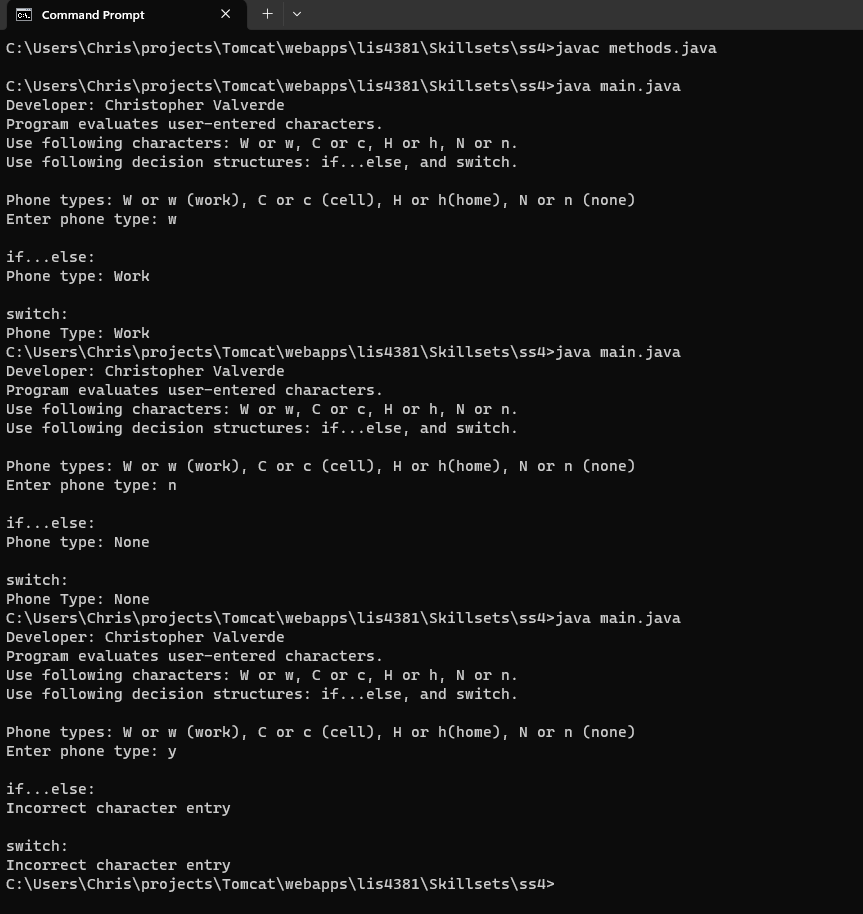 Command Prompt
C:\Users\Chris\projects\Tomcat\webapps\lis4381\Skillsets\ss4>javac methods.java
C:\Users\Chris\projects\Tomcat\webapps\lis4381\Skillsets\ss4>java main.java
Developer: Christopher Valverde
Program evaluates user-entered characters.
Use following characters: W or w, C or c, H or h, N or n.
Use following decision structures: if...else, and switch.
Phone types: W or w (work), C or c (cell), H or h(home), N or n (none)
Enter phone type: w
if...else:
Phone type: Work
switch:
Phone Type: Work
C:\Users\Chris\projects\Tomcat\webapps\lis4381\Skillsets\ss4>java main.java
Developer: Christopher Valverde
Program evaluates user-entered characters.
Use following characters: W or w, C or c, H or h, N or n.
Use following decision structures: if...else, and switch.
Phone types: W or w (work), C or c (cell), H or h(home), N or n (none)
Enter phone type: n
if...else:
Phone type: None
switch:
Phone Type: None
C:\Users\Chris\projects\Tomcat\webapps\lis4381\Skillsets\ss4>java main.java
Developer: Christopher Valverde
Program evaluates user-entered characters.
Use following characters: W or w, C or c, H or h, N or n.
Use following decision structures: if...else, and switch.
Phone types: W or w (work), C or c (cell), H or h(home), N or n (none)
Enter phone type: y
if...else:
Incorrect character entry
switch:
Incorrect character entry
C:\Users\Chris\projects\Tomcat\webapps\lis4381\Skillsets\ss4>